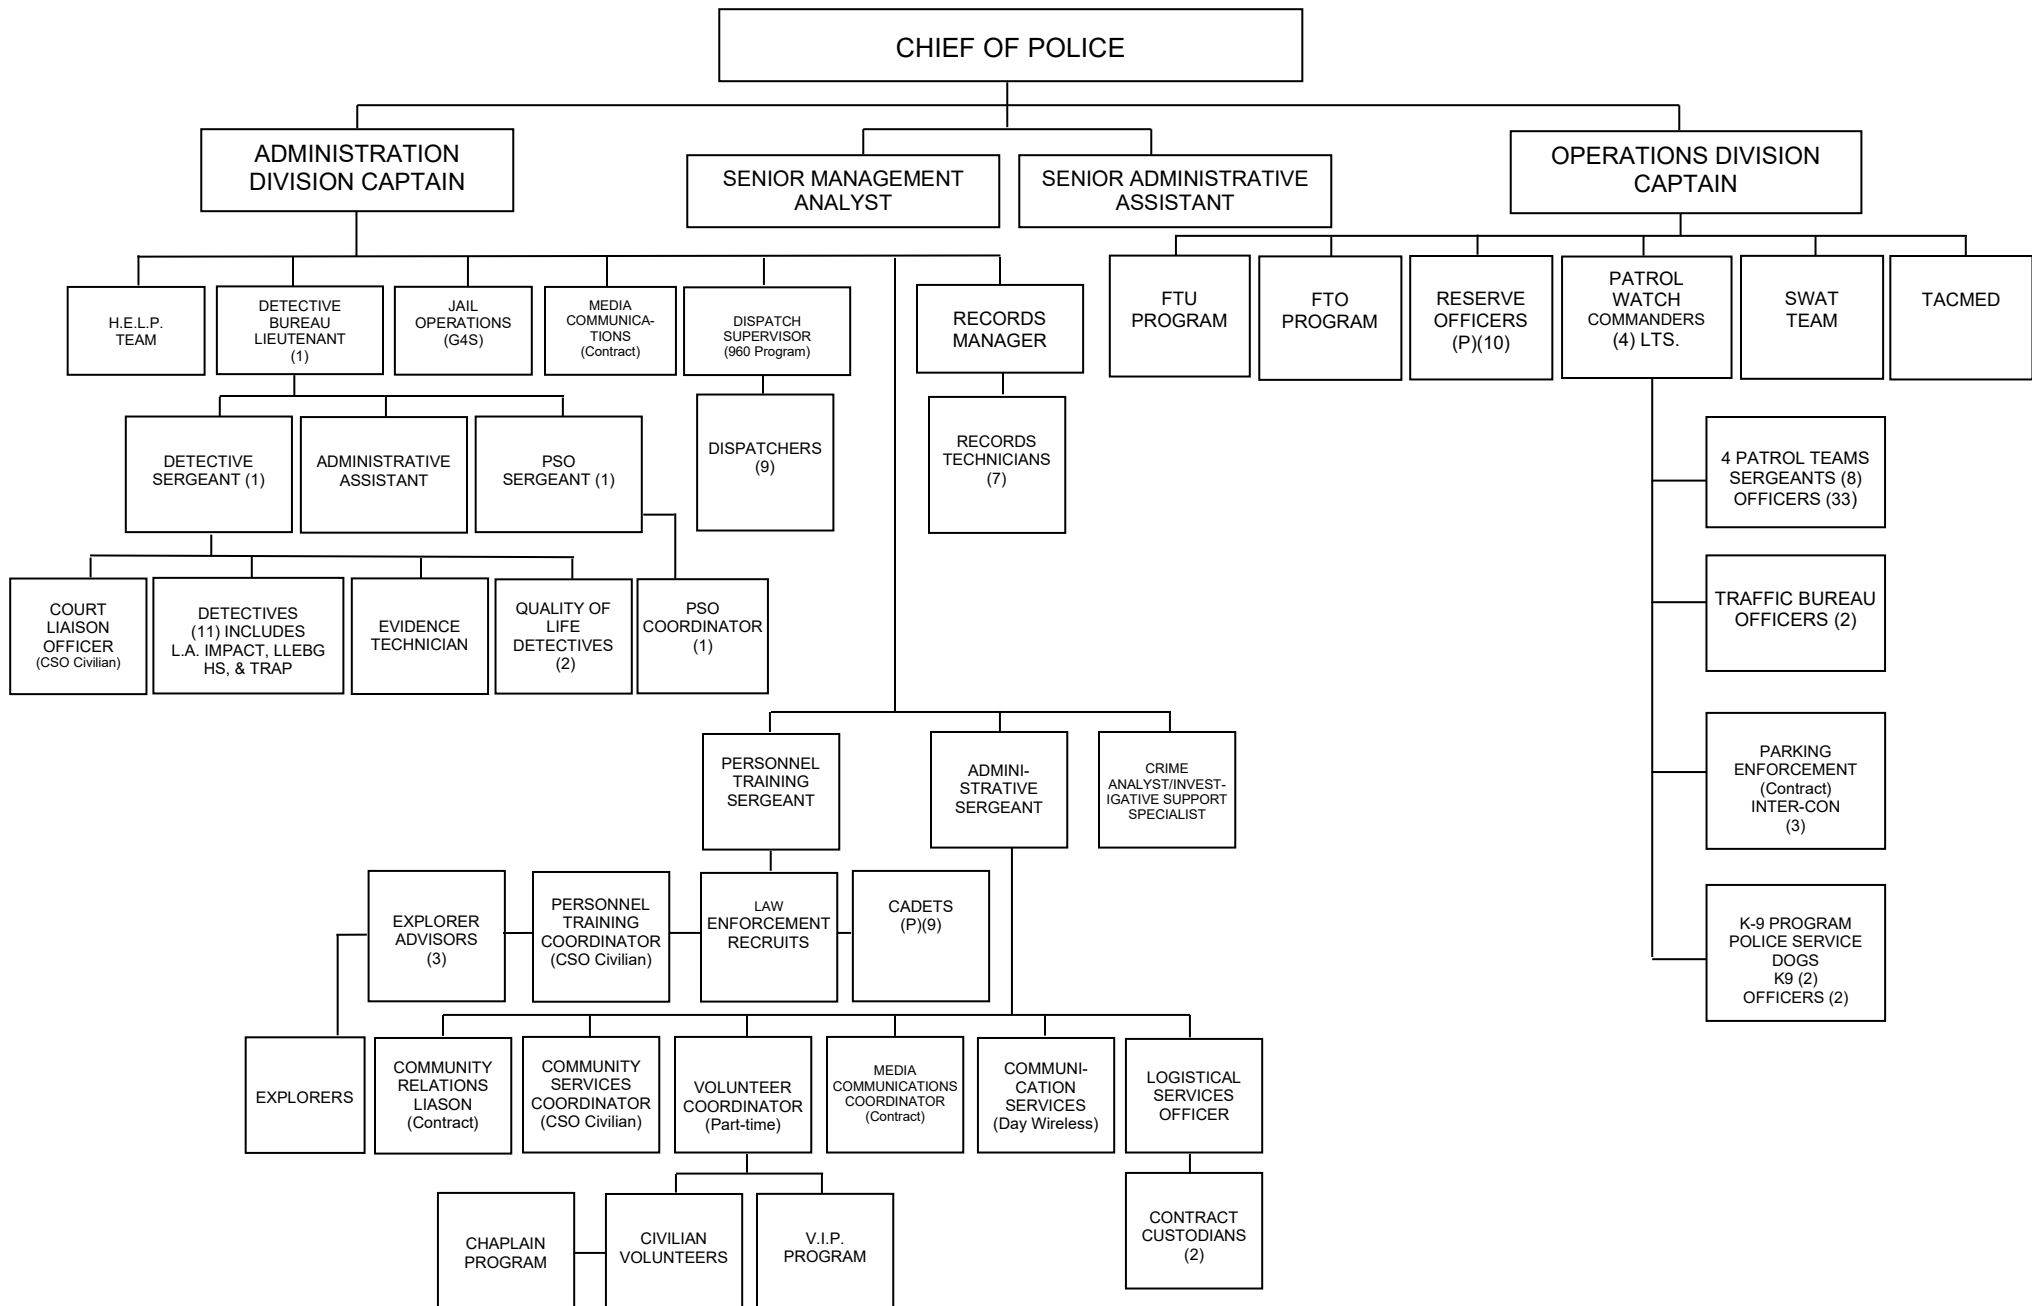 CHIEF OF POLICE
ADMINISTRATION
DIVISION CAPTAIN
SENIOR MANAGEMENT
ANALYST
SENIOR ADMINISTRATIVE
ASSISTANT
OPERATIONS DIVISION
CAPTAIN
H.E.L.P.
TEAM
DETECTIVE
BUREAU
LIEUTENANT
(1)
JAIL
OPERATIONS
(G4S)
MEDIA
COMMUNICA-
TIONS
(Contract)
DISPATCH
SUPERVISOR
(960 Program)
RECORDS
MANAGER
FTU
PROGRAM
FTO
PROGRAM
RESERVE
OFFICERS
(P)(10)
PATROL
WATCH
COMMANDERS
(4) LTS.
SWAT
TEAM
TACMED
DETECTIVE
SERGEANT (1)
ADMINISTRATIVE
ASSISTANT
PSO
SERGEANT (1)
DISPATCHERS
(9)
RECORDS
TECHNICIANS
(7)
4 PATROL TEAMS
SERGEANTS (8)
OFFICERS (33)
COURT
LIAISON
OFFICER
(CSO Civilian)
DETECTIVES
(11) INCLUDES
L.A. IMPACT, LLEBG
HS, & TRAP
EVIDENCE
TECHNICIAN
QUALITY OF
LIFE
DETECTIVES
(2)
PSO
COORDINATOR
(1)
TRAFFIC BUREAU
OFFICERS (2)
PERSONNEL
TRAINING
SERGEANT
ADMINI-
STRATIVE
SERGEANT
CRIME
ANALYST/INVEST-
IGATIVE SUPPORT
SPECIALIST
PARKING
ENFORCEMENT
(Contract)
INTER-CON
(3)
EXPLORER
ADVISORS
(3)
PERSONNEL
TRAINING
COORDINATOR
(CSO Civilian)
LAW
ENFORCEMENT
RECRUITS
CADETS
(P)(9)
K-9 PROGRAM
POLICE SERVICE
DOGS
K9 (2)
OFFICERS (2)
EXPLORERS
COMMUNITY
RELATIONS
LIASON
(Contract)
COMMUNITY
SERVICES
COORDINATOR
(CSO Civilian)
VOLUNTEER
COORDINATOR
(Part-time)
MEDIA
COMMUNICATIONS
COORDINATOR
(Contract)
COMMUNI-
CATION
SERVICES
(Day Wireless)
LOGISTICAL
SERVICES
OFFICER
CHAPLAIN
PROGRAM
CIVILIAN
VOLUNTEERS
V.I.P.
PROGRAM
CONTRACT
CUSTODIANS
(2)